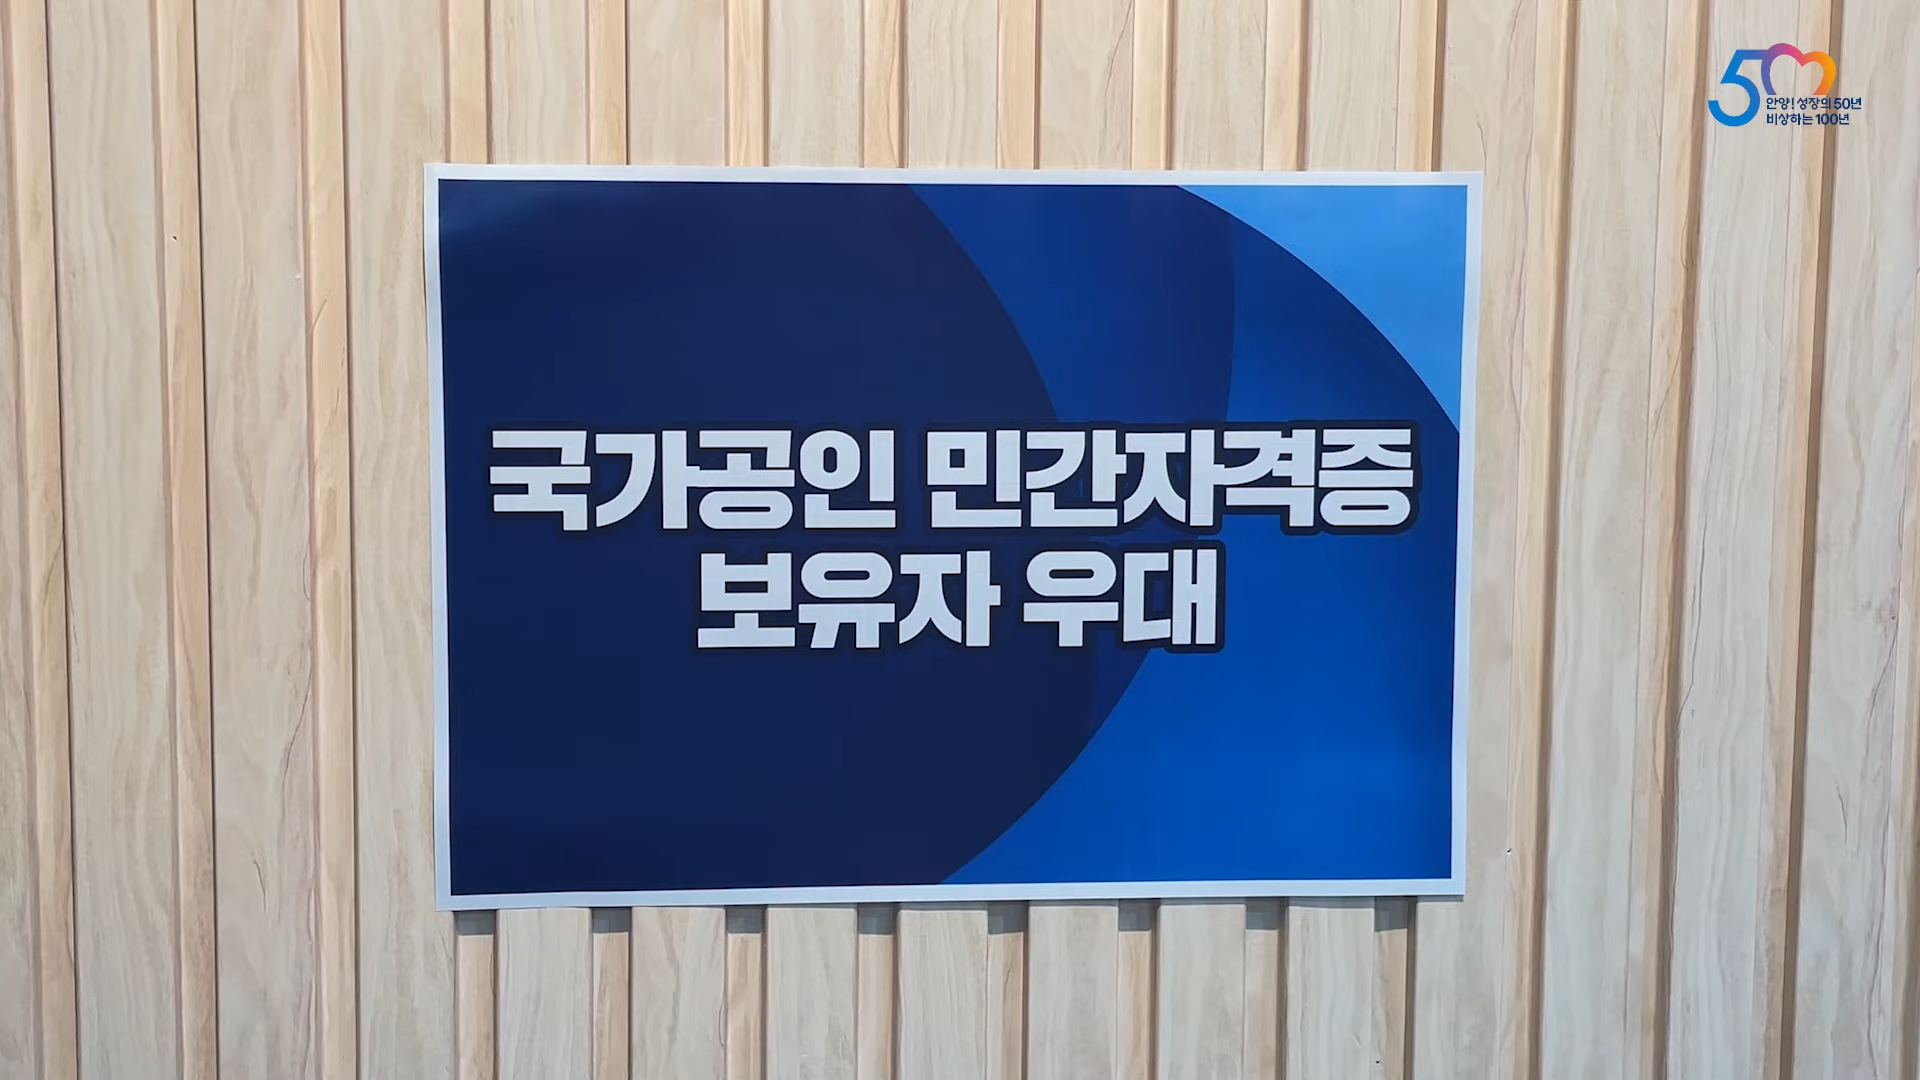 국가공인 민간자격증
보유자 우대
50
안양! 성장의 50년
비상하는 100년